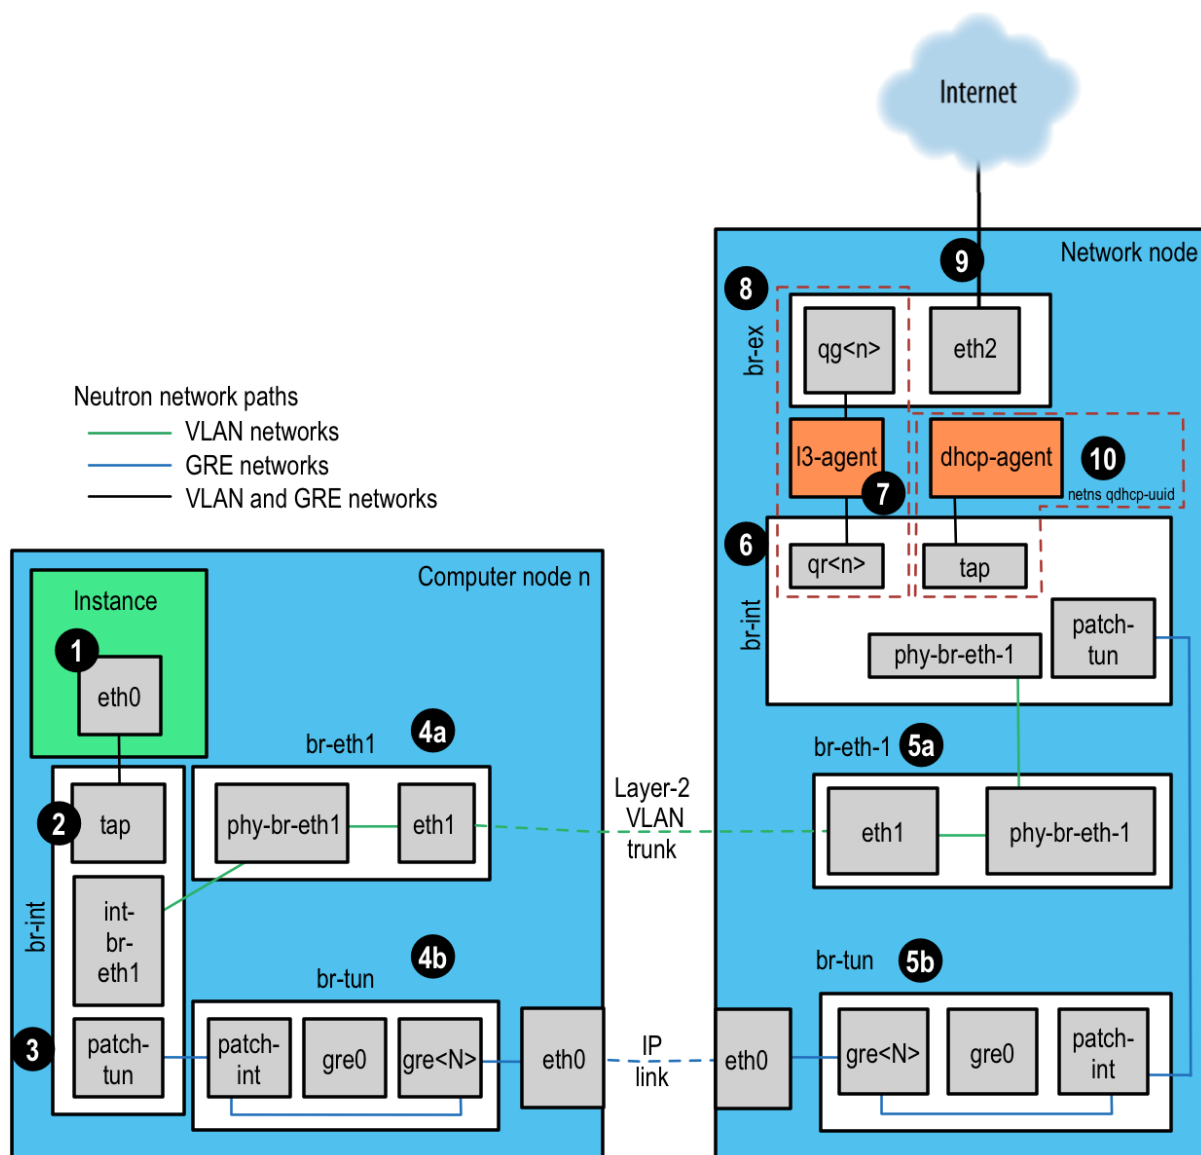 Internet
Network node
9
8
br-ex
qg<n>
eth2
Neutron network paths
VLAN networks
GRE networks
VLAN and GRE networks
l3-agent
7
dhcp-agent
10
netns qdhcp-uuid
6
br-int
qr<n>
tap
phy-br-eth-1
patch-
tun
Computer node n
Instance
1
eth0
br-int
2
tap
int-
br-
eth1
3
patch-
tun
br-eth1
4a
phy-br-eth1
eth1
Layer-2
VLAN
trunk
br-eth-1
5a
eth1
phy-br-eth-1
br-tun
4b
patch-
int
gre0
gre<N>
eth0
IP
link
br-tun
5b
eth0
gre<N>
gre0
patch-
int